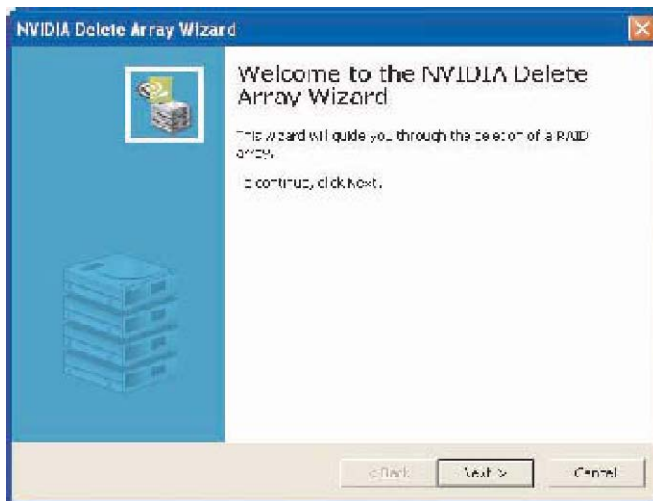 NVIDIA Delete Array Wizard
Welcome to the NVIDIA Delete
Array Wizard
This wizard will guide you through the deletion of a RAID
array.
To continue, click Next.
< Back
Next >
Cancel